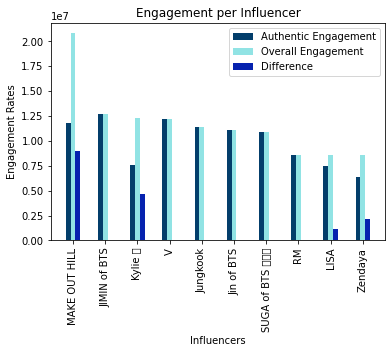 Engagement per Influencer
1e7
Authentic Engagement
Overall Engagement
Difference
Engagement Rates
2.00
1.75
1.50
1.25
1.00
0.75
0.50
0.25
0.00
MAKE OUT HILL
JIMIN of BTS
Kylie
V
Jungkook
Jin of BTS
SUGA of BTS
RM
LISA
Zendaya
Influencers